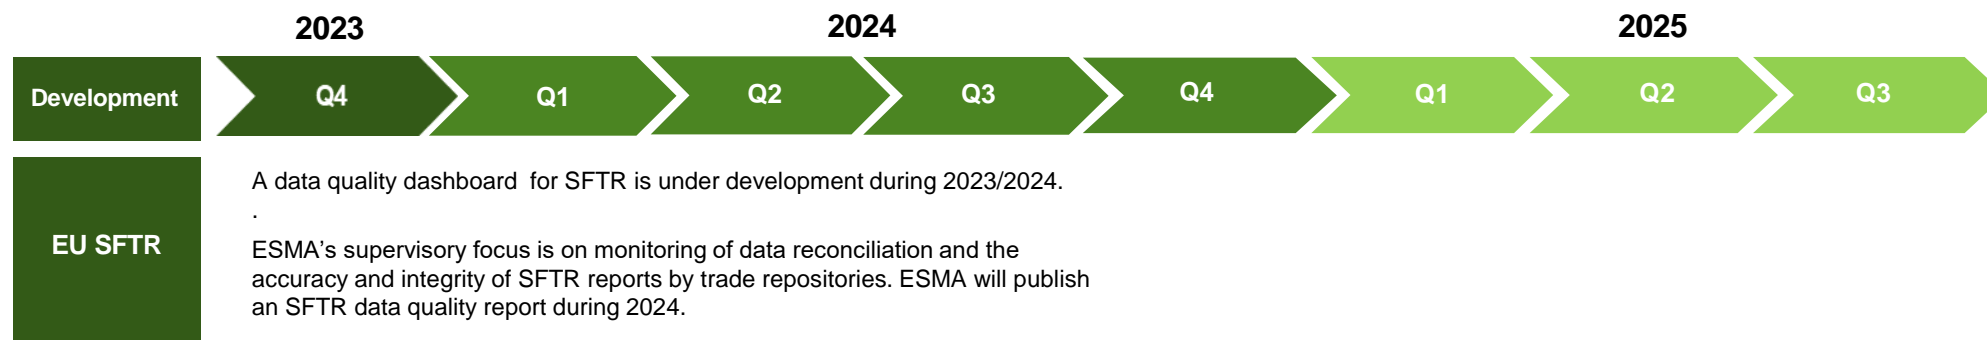 2023 2024 2025
Development Q4 Q1 Q2 Q3 Q4 Q1 Q2 Q3
EU SFTR
A data quality dashboard  for SFTR is under development during 2023/2024.
.
ESMA’s supervisory focus is on monitoring of data reconciliation and the
accuracy and integrity of SFTR reports by trade repositories. ESMA will publish
an SFTR data quality report during 2024.